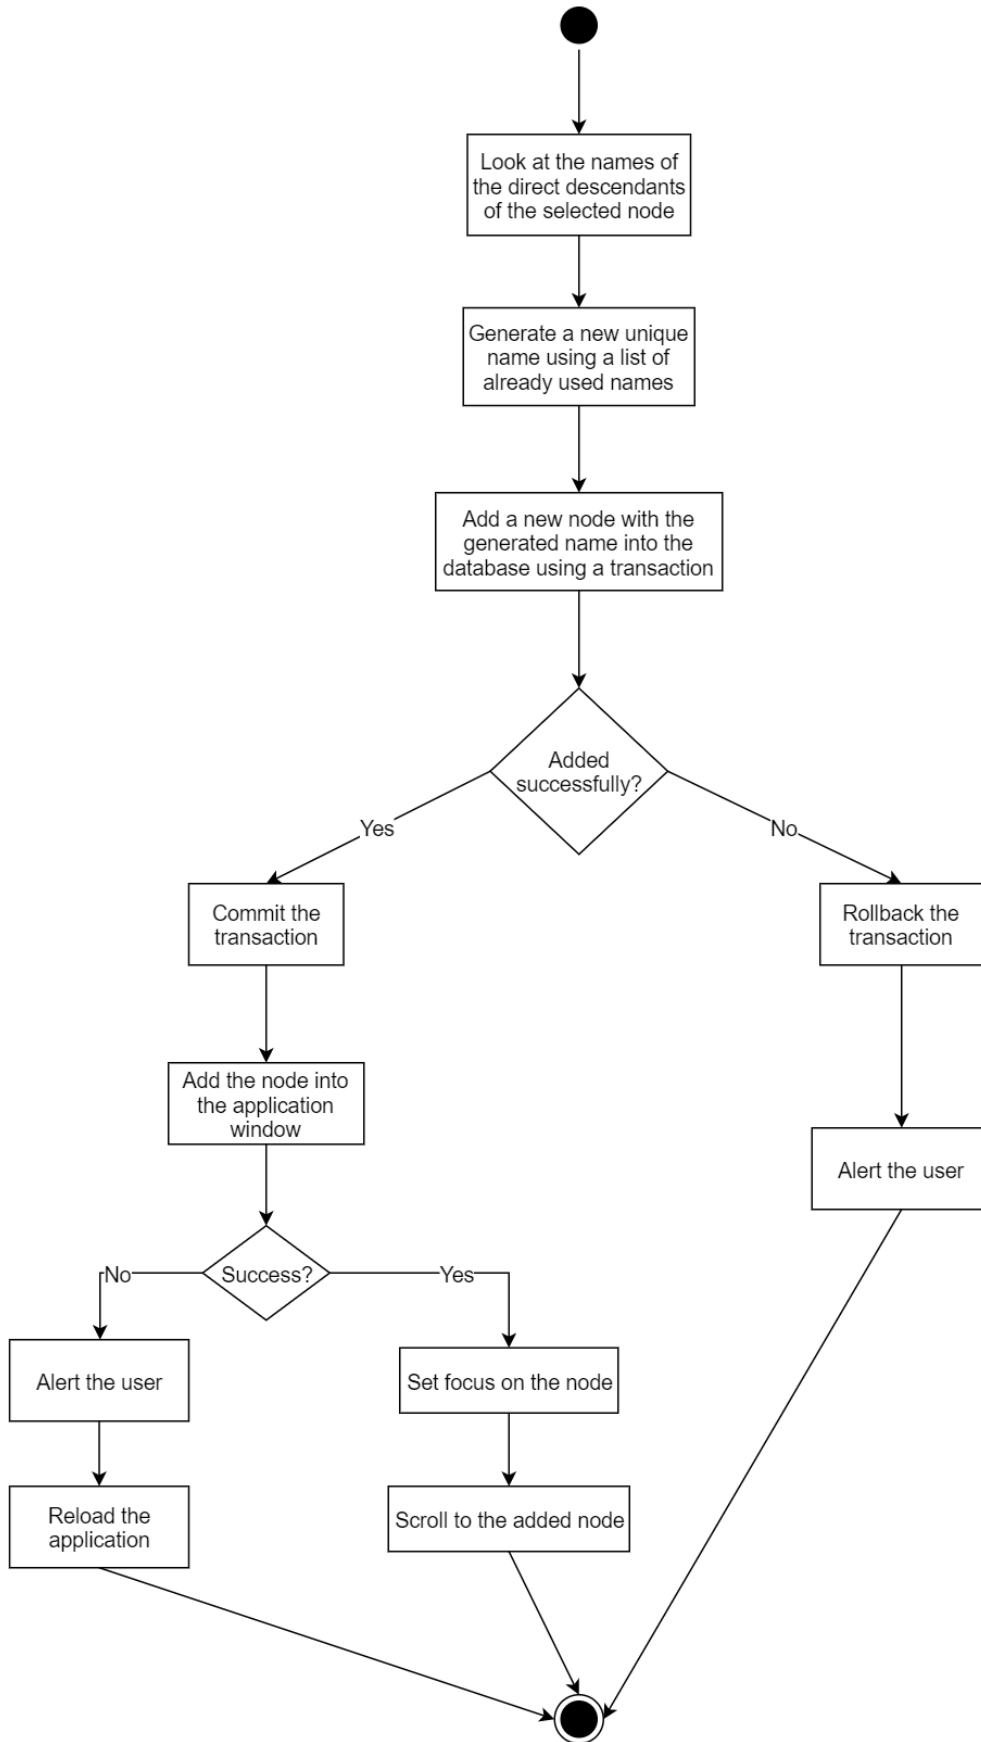 Look at the names of
the direct descendants
of the selected node
Generate a new unique
name using a list of
already used names
Add a new node with the
generated name into the
database using a transaction
Added
successfully?
Yes
No
Commit the
transaction
Rollback the
transaction
Add the node into
the application
window
Alert the user
Success?
No
Yes
Alert the user
Set focus on the node
Reload the
application
Scroll to the added node